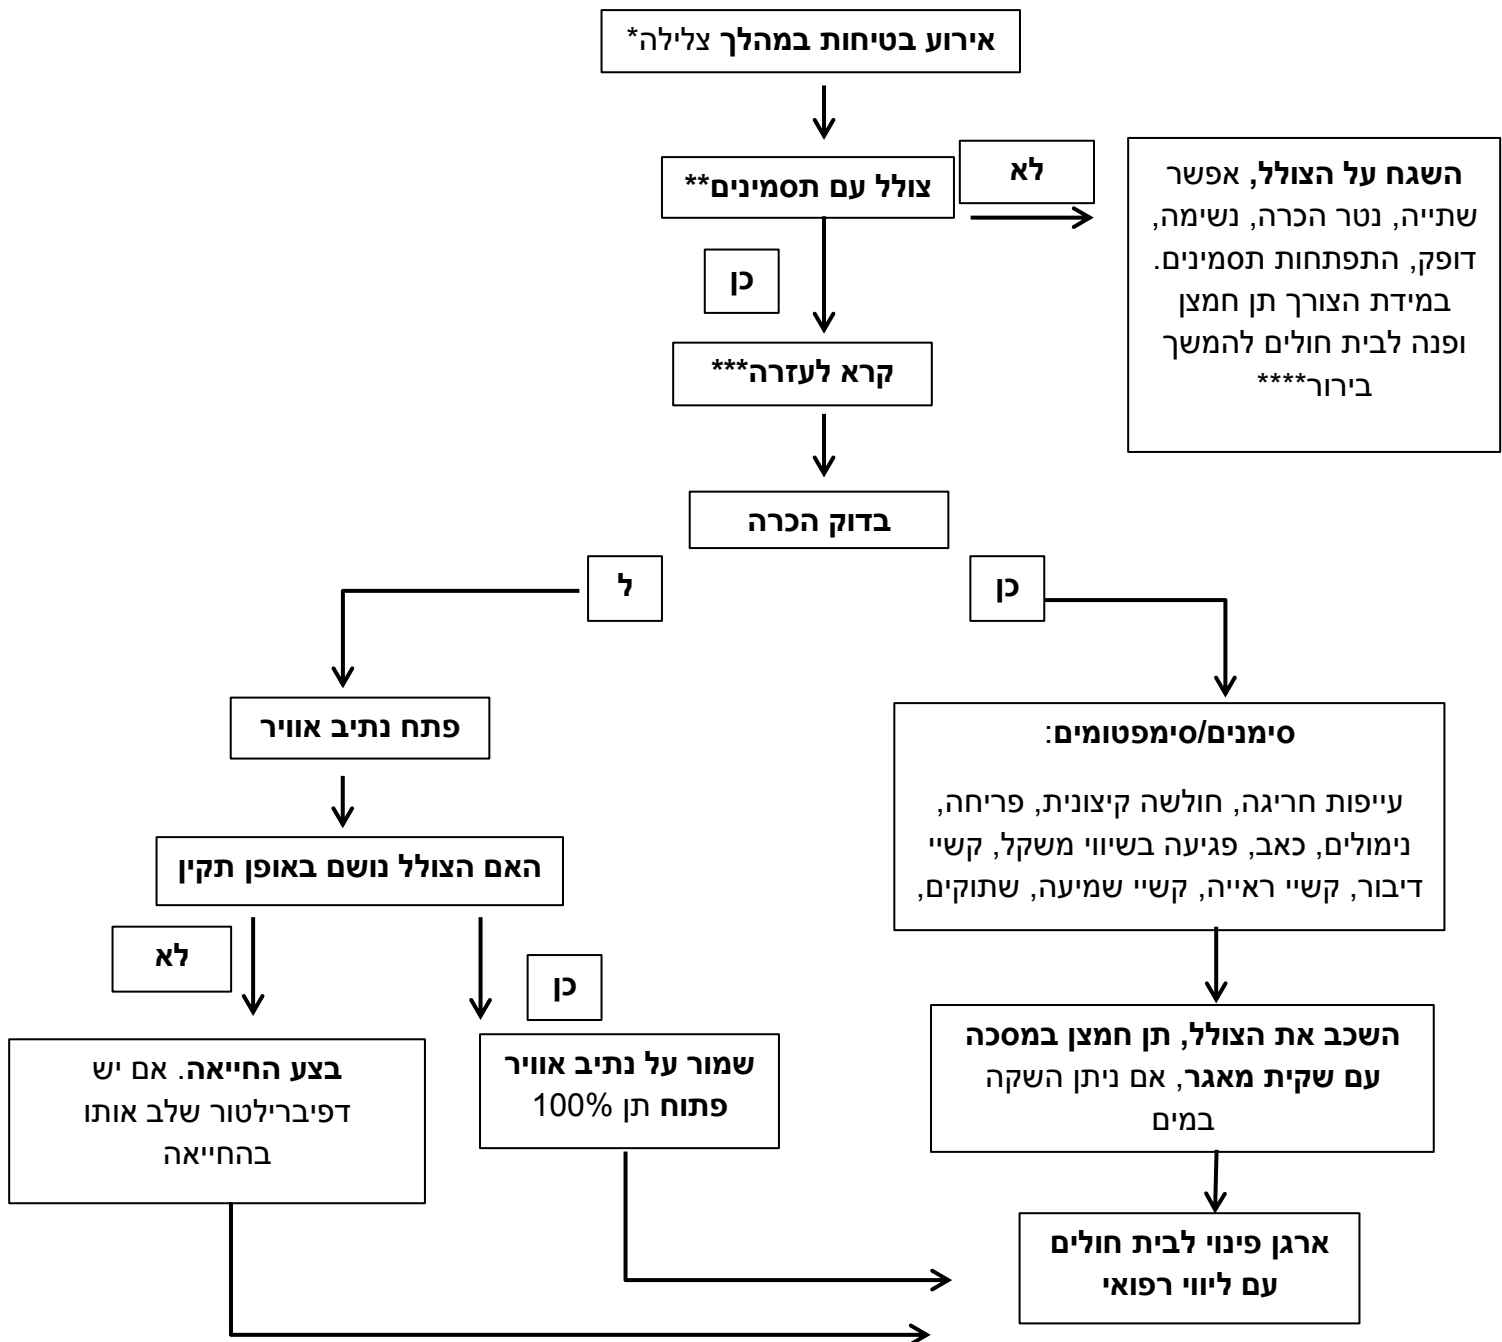 אירוע בטיחות במהלך צלילה*
צולל עם תסמינים**
לא
השגח על הצולל, אפשר
שתייה, נטר הכרה, נשימה,
דופק, התפתחות תסמינים.
במידת הצורך תן חמצן
ופנה לבית חולים להמשך
בירור****
כן
קרא לעזרה***
בדוק הכרה
כן
ל
סימנים/סימפטומים:
עייפות חריגה, חולשה קיצונית, פריחה,
נימולים, כאב, פגיעה בשיווי משקל, קשיי
דיבור, קשיי ראייה, קשיי שמיעה, שתוקים,
פתח נתיב אוויר
האם הצולל נושם באופן תקין
לא
כן
השכב את הצולל, תן חמצן במסכה
עם שקית מאגר, אם ניתן השקה
במים
שמור על נתיב אוויר
פתוח תן 100%
בצע החייאה. אם יש
דפיברילטור שלב אותו
בהחייאה
ארגן פינוי לבית חולים
עם ליווי רפואי